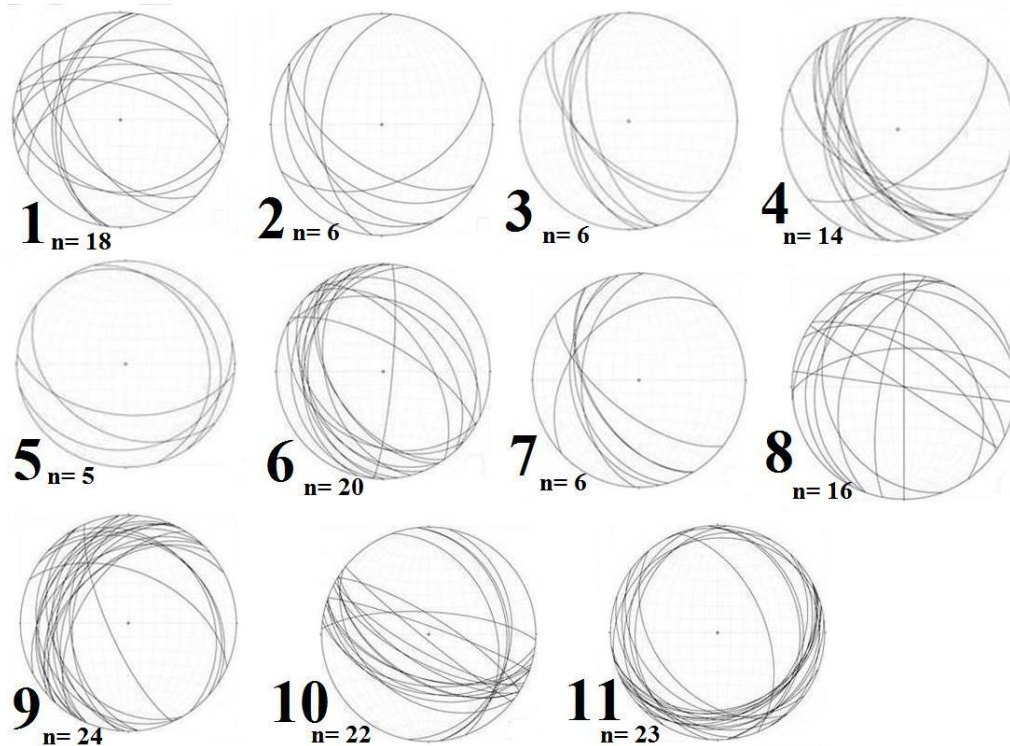 1 n= 18
2 n= 6
3 n= 6
4 n= 14
5 n= 5
6 n= 20
7 n= 6
8 n= 16
9 n= 24
10 n= 22
11 n= 23